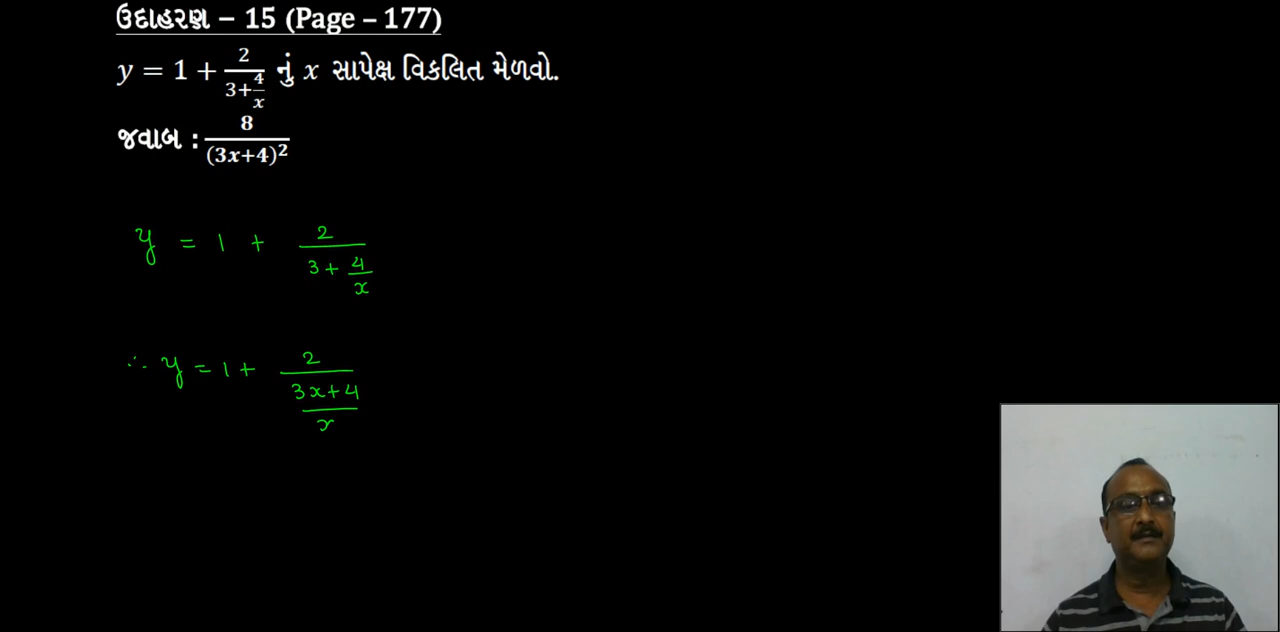 ઉદાહરણ – 15 (Page – 177)
y = 1 + 2/(3+4/x) નું x સાપેક્ષ વિકલિત મેળવો.
જવાબ : 8/(3x+4)²
y = 1 + 2/(3 + 4/x)
∴ y = 1 + 2/((3x+4)/x)